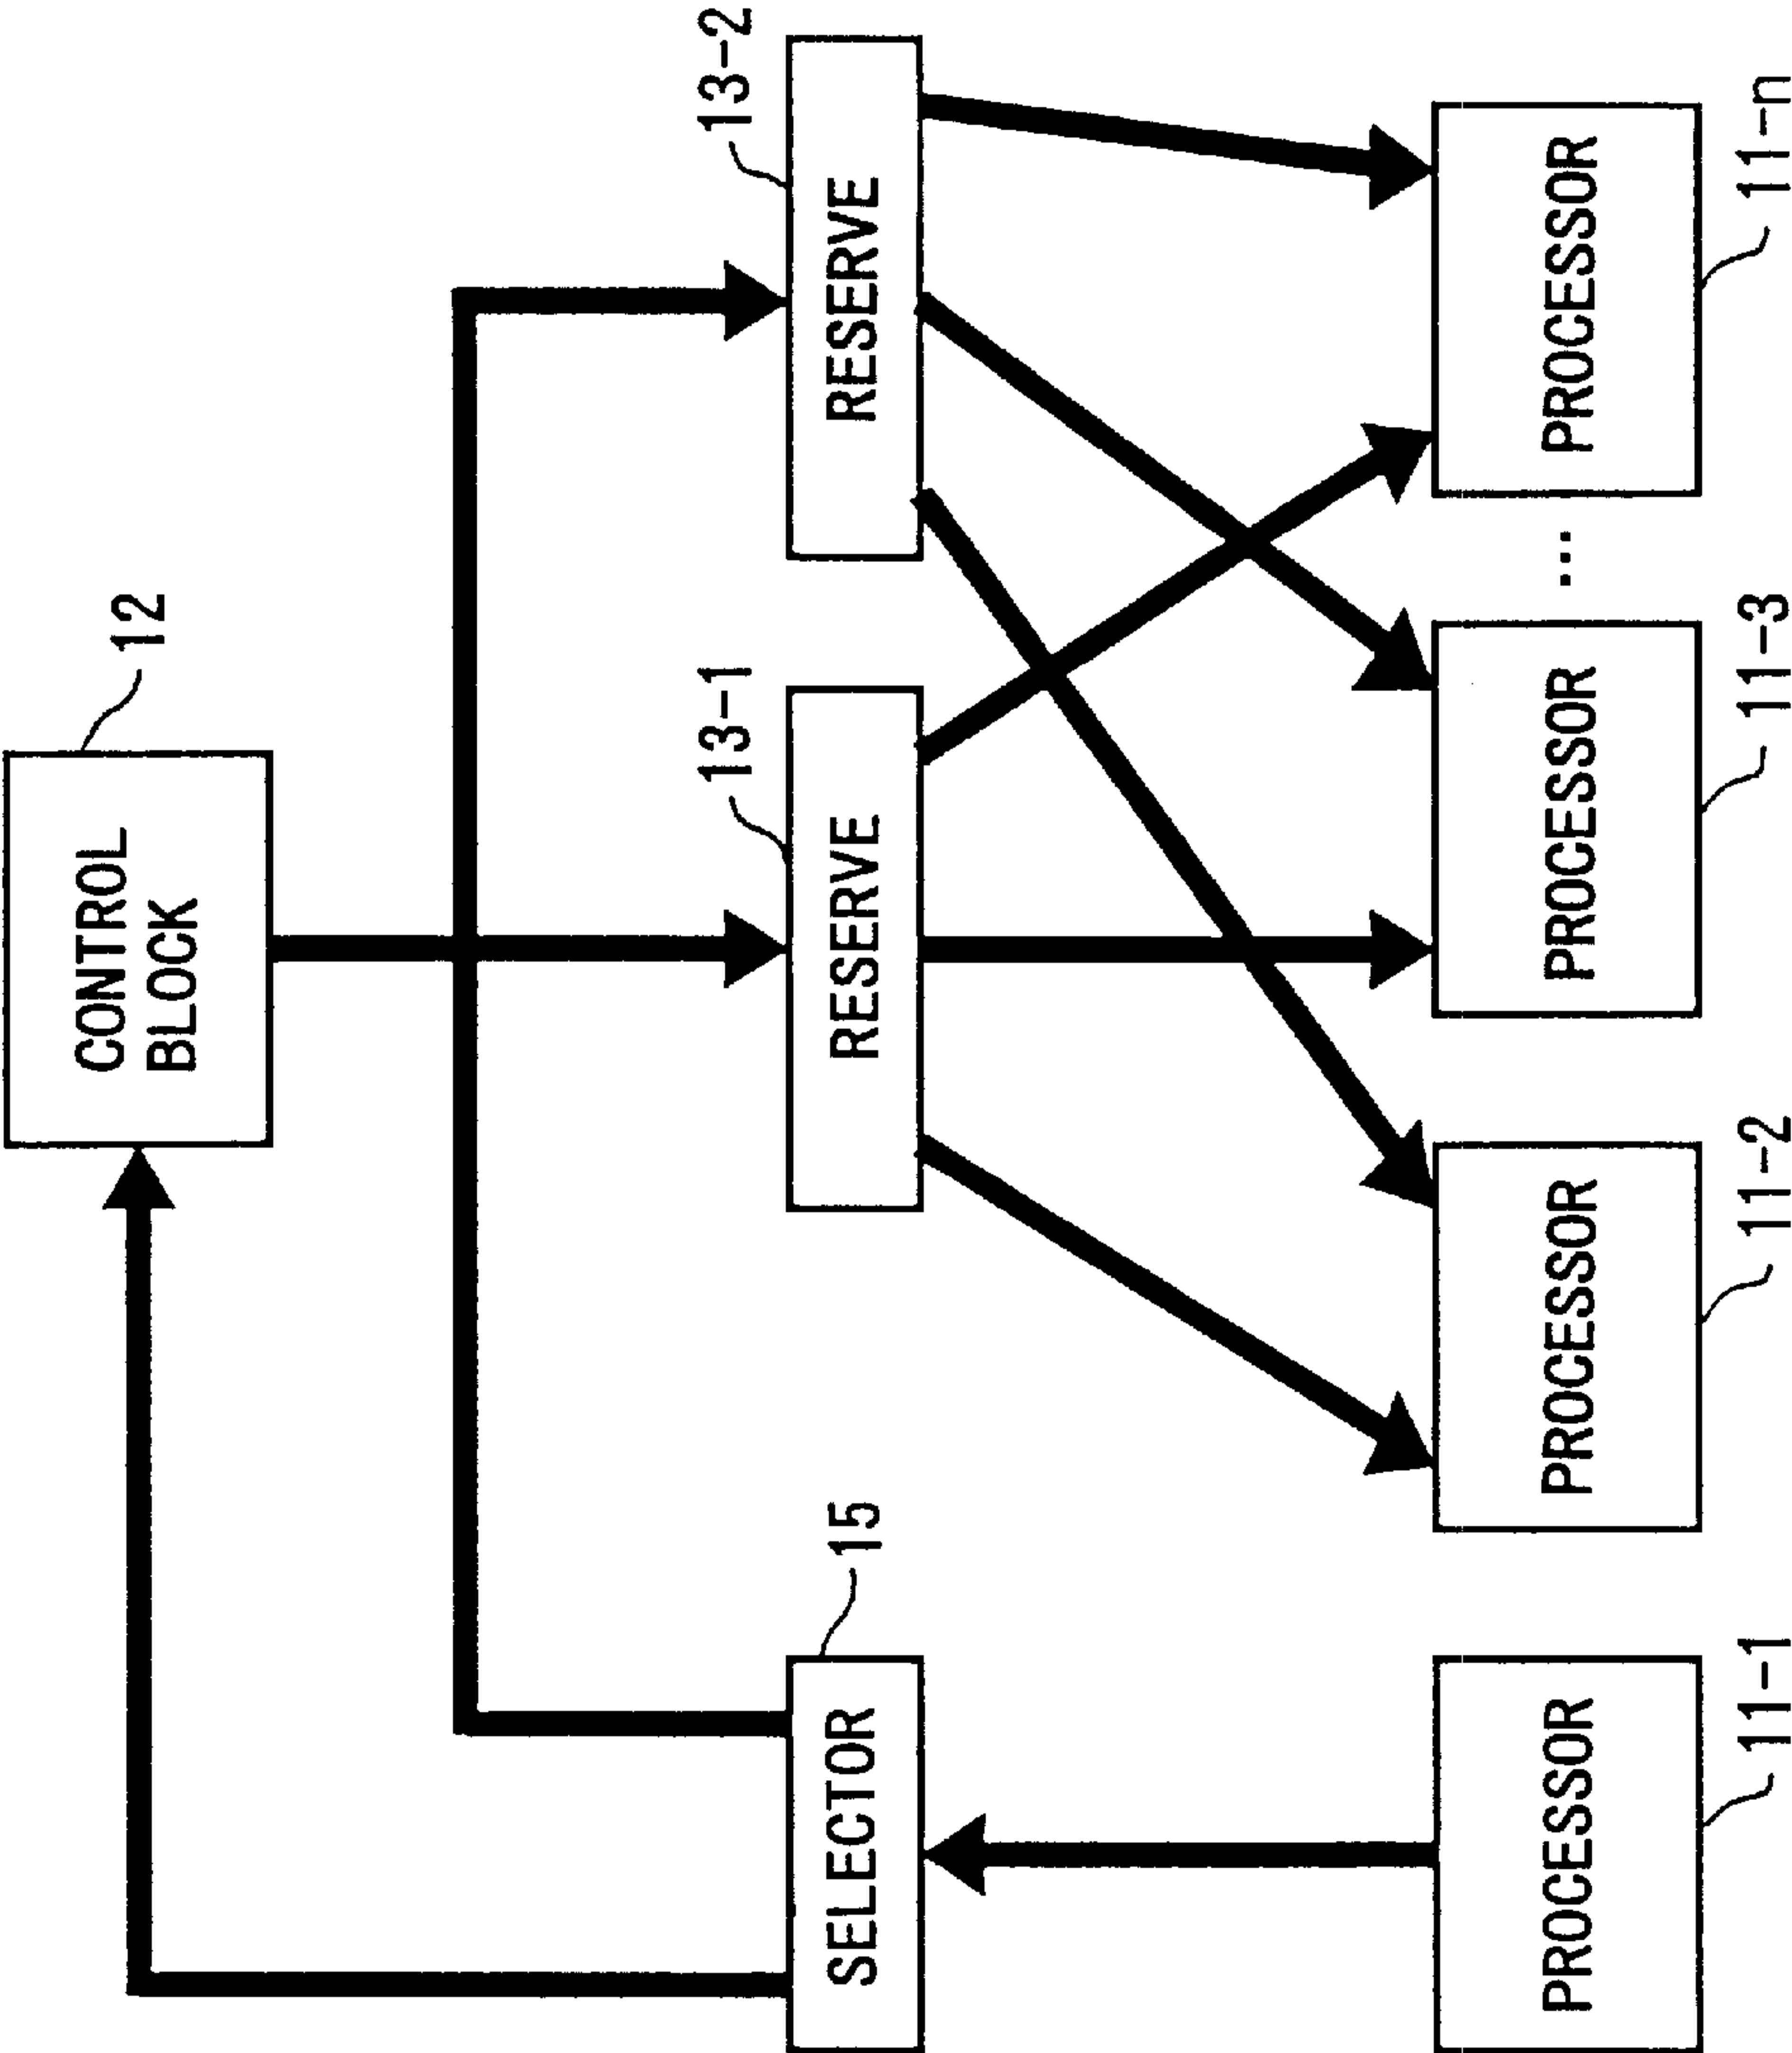 CONTROL
BLOCK
12
SELECTOR
15
RESERVE
13-1
RESERVE
13-2
PROCESSOR
11-1
PROCESSOR
11-2
PROCESSOR
11-3
...
PROCESSOR
11-n